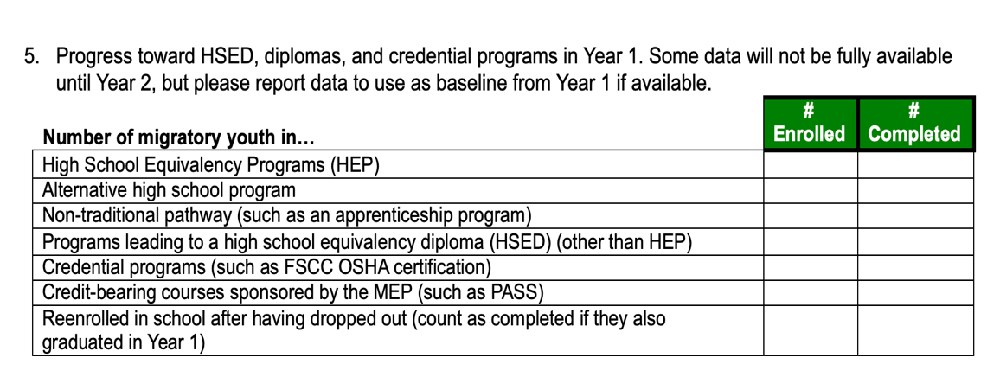 5. Progress toward HSED, diplomas, and credential programs in Year 1. Some data will not be fully available
until Year 2, but please report data to use as baseline from Year 1 if available.
Number of migratory youth in…
# Enrolled
# Completed
High School Equivalency Programs (HEP)
Alternative high school program
Non-traditional pathway (such as an apprenticeship program)
Programs leading to a high school equivalency diploma (HSED) (other than HEP)
Credential programs (such as FSCC OSHA certification)
Credit-bearing courses sponsored by the MEP (such as PASS)
Reenrolled in school after having dropped out (count as completed if they also
graduated in Year 1)